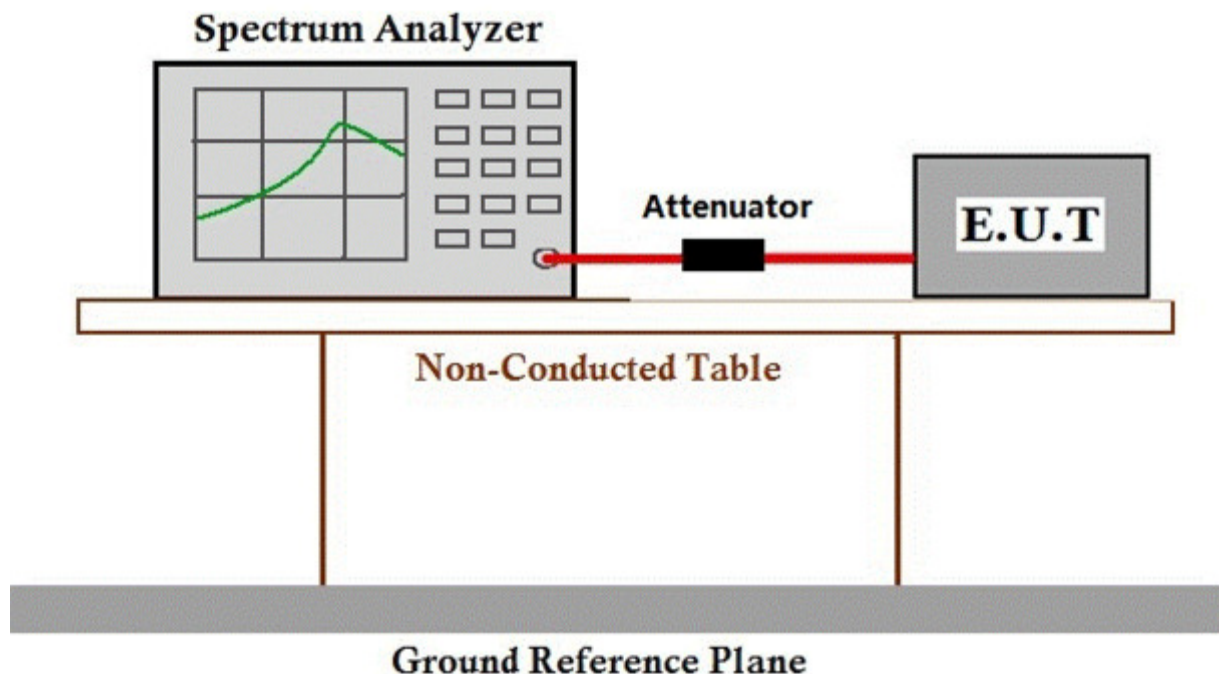 Spectrum Analyzer
Attenuator
E.U.T
Non-Conducted Table
Ground Reference Plane